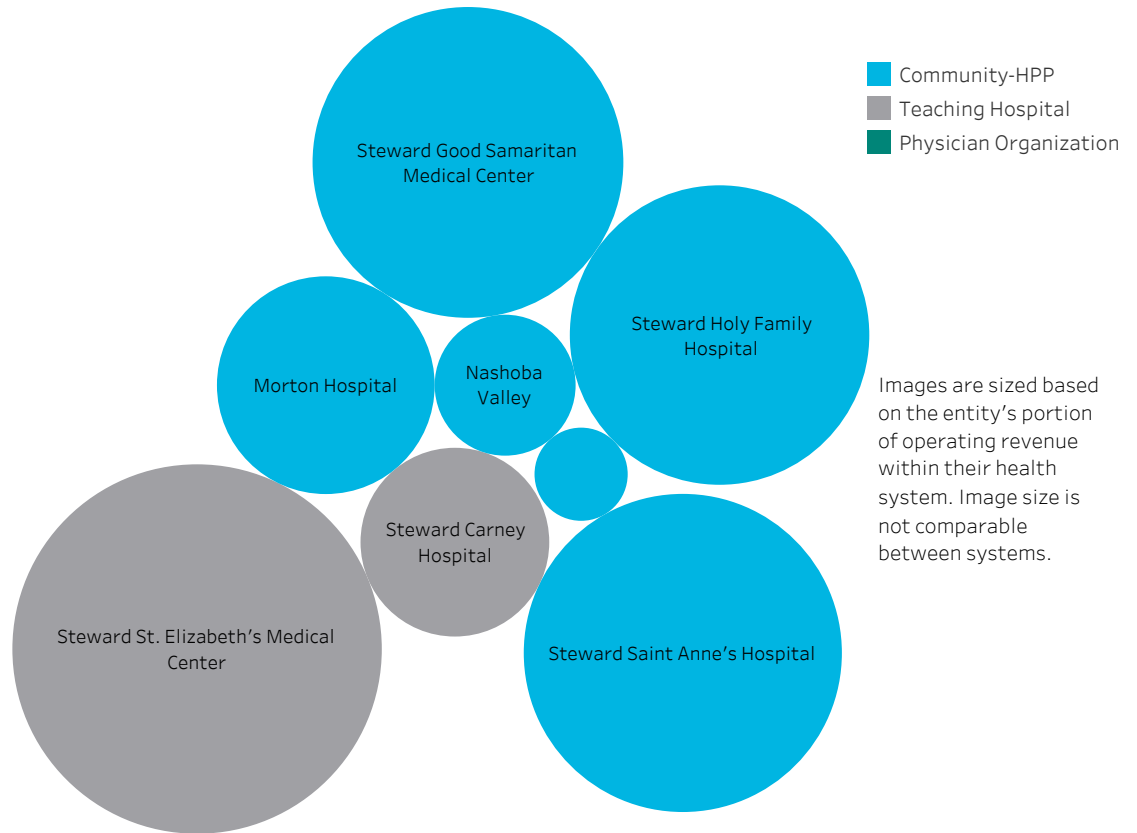 Steward Good Samaritan
Medical Center
Community-HPP
Teaching Hospital
Physician Organization
Steward Holy Family
Hospital
Morton Hospital
Nashoba
Valley
Images are sized based
on the entity's portion
of operating revenue
within their health
system. Image size is
not comparable
between systems.
Steward Carney
Hospital
Steward St. Elizabeth's Medical
Center
Steward Saint Anne's Hospital